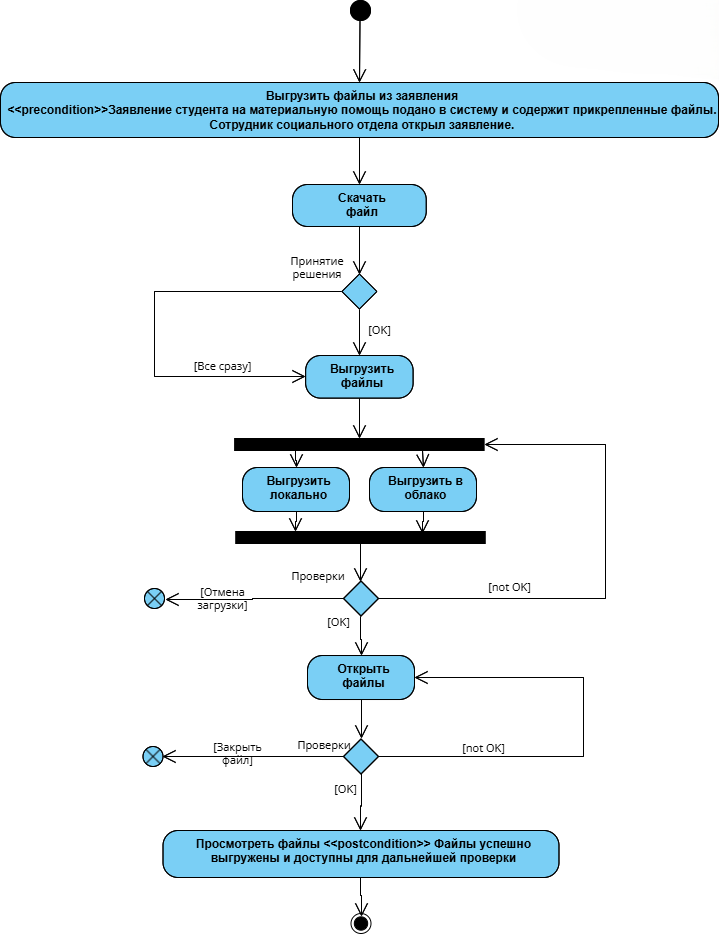 Выгрузить файлы из заявления
<<precondition>>Заявление студента на материальную помощь подано в систему и содержит прикрепленные файлы.
Сотрудник социального отдела открыл заявление.
Скачать
файл
Принятие
решения
[OK]
[Все сразу]
Выгрузить
файлы
Выгрузить
локально
Выгрузить в
облако
Проверки
[not OK]
[Отмена
загрузки]
[OK]
Открыть
файлы
Проверки
[not OK]
[Закрыть
файл]
[OK]
Просмотреть файлы <<postcondition>> Файлы успешно
выгружены и доступны для дальнейшей проверки